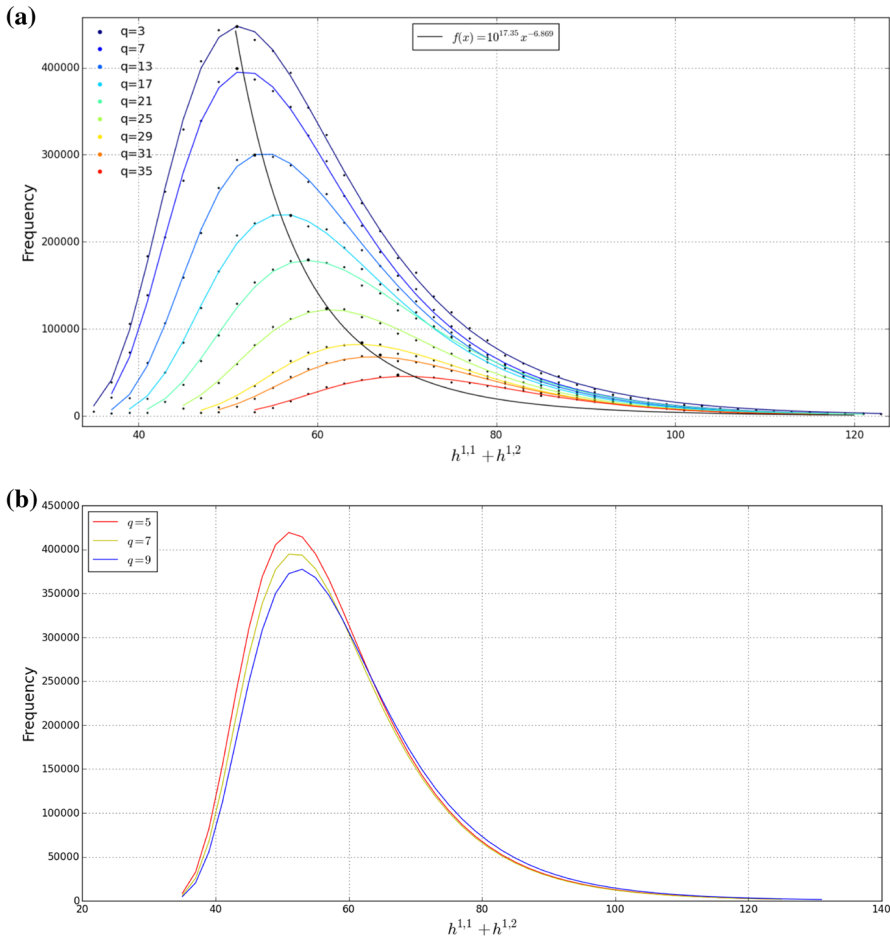 (a)
q=3
q=7
q=13
q=17
q=21
q=25
q=29
q=31
q=35
f(x) = 10^{17.35} x^{-6.869}
400000
300000
200000
100000
0
Frequency
40 60 80 100 120
h^{1,1} + h^{1,2}
(b)
q=5
q=7
q=9
450000
400000
350000
300000
250000
200000
150000
100000
50000
0
Frequency
20 40 60 80 100 120 140
h^{1,1} + h^{1,2}